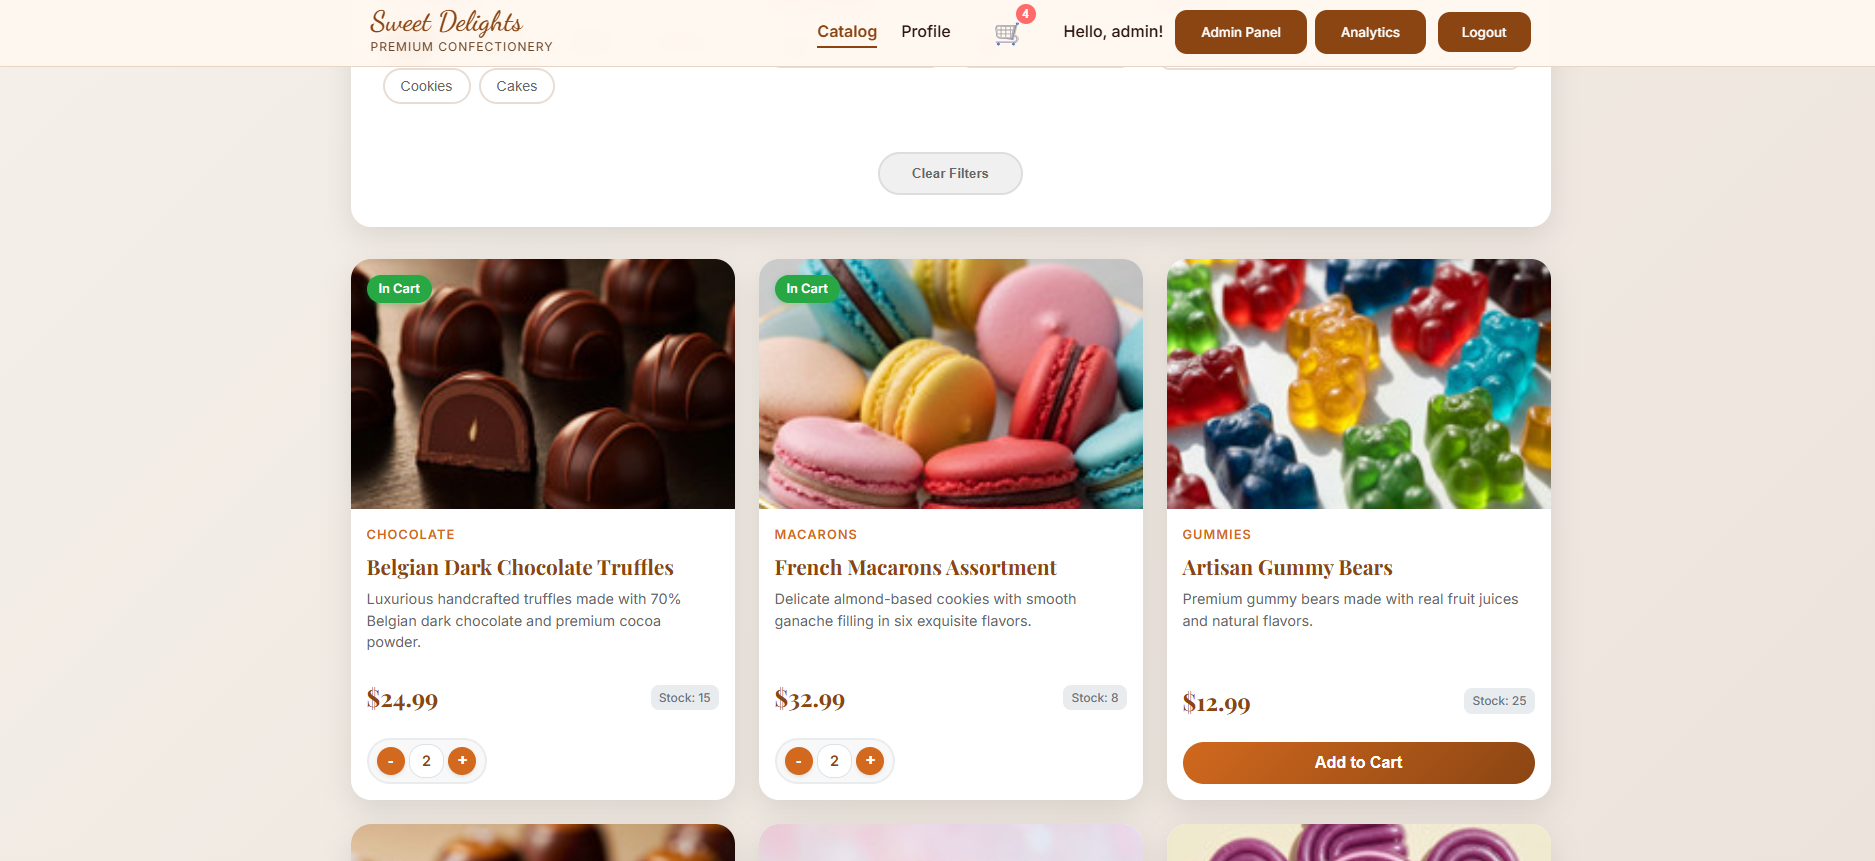 Sweet Delights
PREMIUM CONFECTIONERY
Catalog
Profile
4
Hello, admin!
Admin Panel
Analytics
Logout
Cookies
Cakes
Clear Filters
In Cart
CHOCOLATE
Belgian Dark Chocolate Truffles
Luxurious handcrafted truffles made with 70%
Belgian dark chocolate and premium cocoa
powder.
$24.99
Stock: 15
- 2 +
In Cart
MACARONS
French Macarons Assortment
Delicate almond-based cookies with smooth
ganache filling in six exquisite flavors.
$32.99
Stock: 8
- 2 +
GUMMIES
Artisan Gummy Bears
Premium gummy bears made with real fruit juices
and natural flavors.
$12.99
Stock: 25
Add to Cart